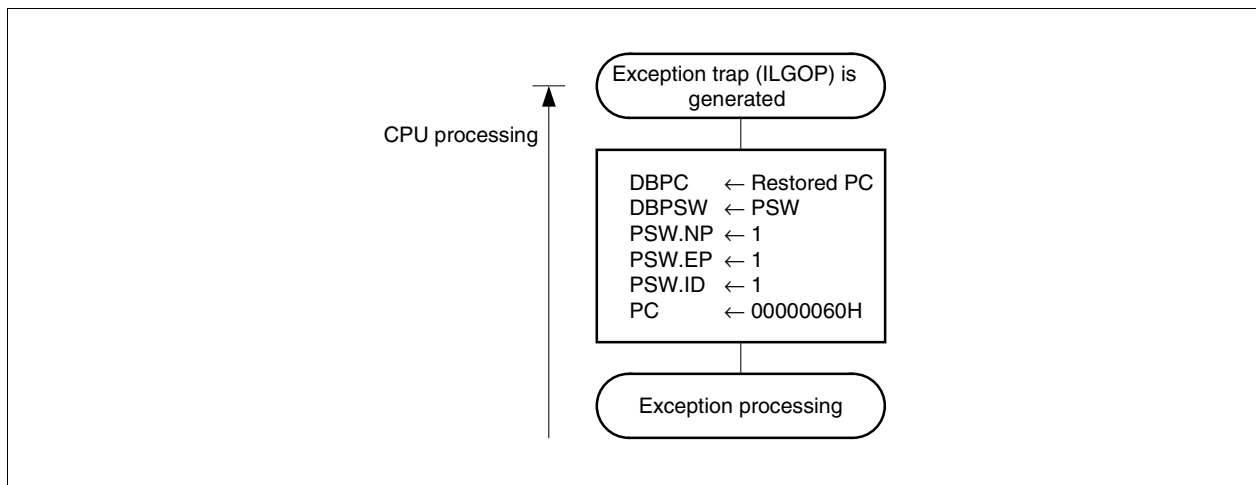 Exception trap (ILGOP) is
generated
CPU processing
DBPC ← Restored PC
DBPSW ← PSW
PSW.NP ← 1
PSW.EP ← 1
PSW.ID ← 1
PC ← 00000060H
Exception processing